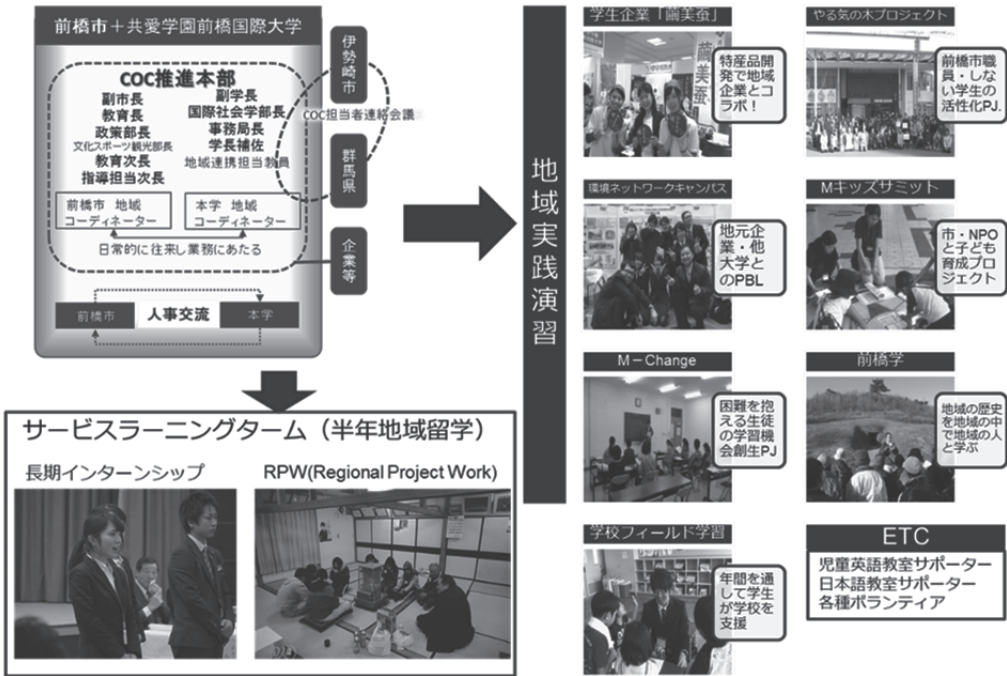 前橋市＋共愛学園前橋国際大学
COC推進本部
副市長
教育長
政策部長
文化スポーツ観光部長
教育次長
指導担当次長
副学長
国際社会学部長
事務局長
学長補佐
地域連携担当教員
前橋市 地域
コーディネーター
本学 地域
コーディネーター
日常的に往来し業務にあたる
前橋市
人事交流
本学
伊勢崎市
COC担当者連絡会議
群馬県
企業等
地域実践演習
学生企業「繭美蚕」
繭美蚕
特産品開
発で地域
企業とコ
ラボ！
やる気の木プロジェクト
前橋市職
員・しな
い学生の
活性化PJ.
環境ネットワークキャンパス
地元企
業・他
大学と
のPBL
Mキッズサミット
市・NPO
と子ども
育成プロ
ジェクト
M－Change
困難を抱
える生徒
の学習機
会創生PJ
前橋学
地域の歴史
を地域の中
で地域の人
と学ぶ
学校フィールド学習
年間を通
して学生
が学校を
支援
ETC
児童英語教室サポーター
日本語教室サポーター
各種ボランティア
サービスラーニングターム（半年地域留学）
長期インターンシップ
RPW(Regional Project Work)